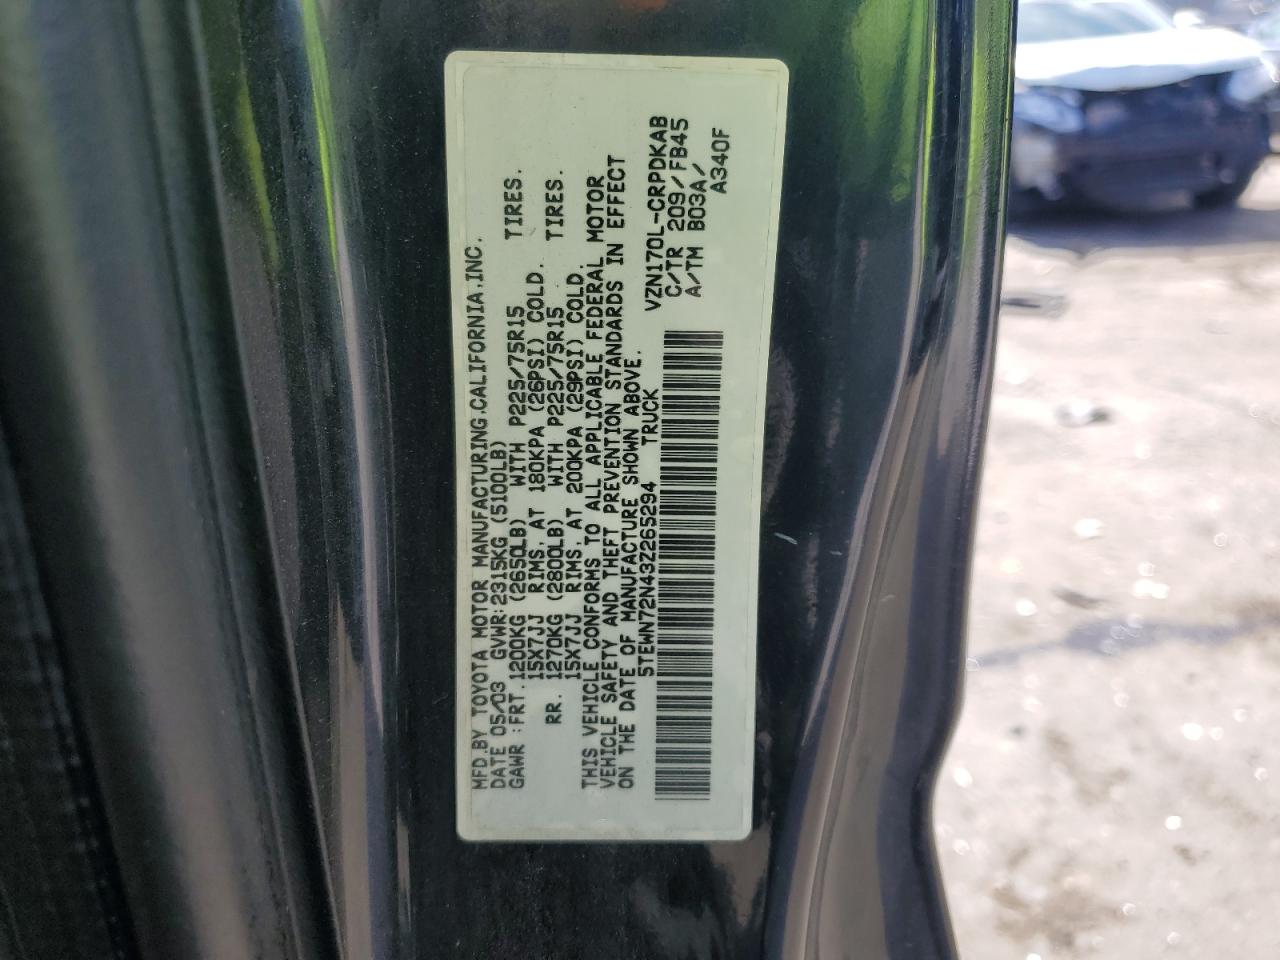 MFD.BY TOYOTA MOTOR MANUFACTURING.CALIFORNIA.,INC.
DATE 05/03 GVWR:2315KG (5100LB)
GAWR :FRT.1200KG (2650LB) WITH P225/75R15 TIRES.
15X7JJ RIMS,AT 180KPA (26PSI) COLD.
RR. 1270KG (2800LB) WITH P225/75R15 TIRES.
15X7JJ RIMS,AT 200KPA (29PSI) COLD
THIS VEHICLE CONFORMS TO ALL APPLICABLE FEDERAL MOTOR
VEHICLE SAFETY AND THEFT PREVENTION STANDARDS IN EFFECT
ON THE DATE OF MANUFACTURE SHOWN ABOVE.
5TEWN72N43Z265294 TRUCK
VZN170L-CRPDKAB
C/TR 209/FB45
A/TM B03A/
A340F